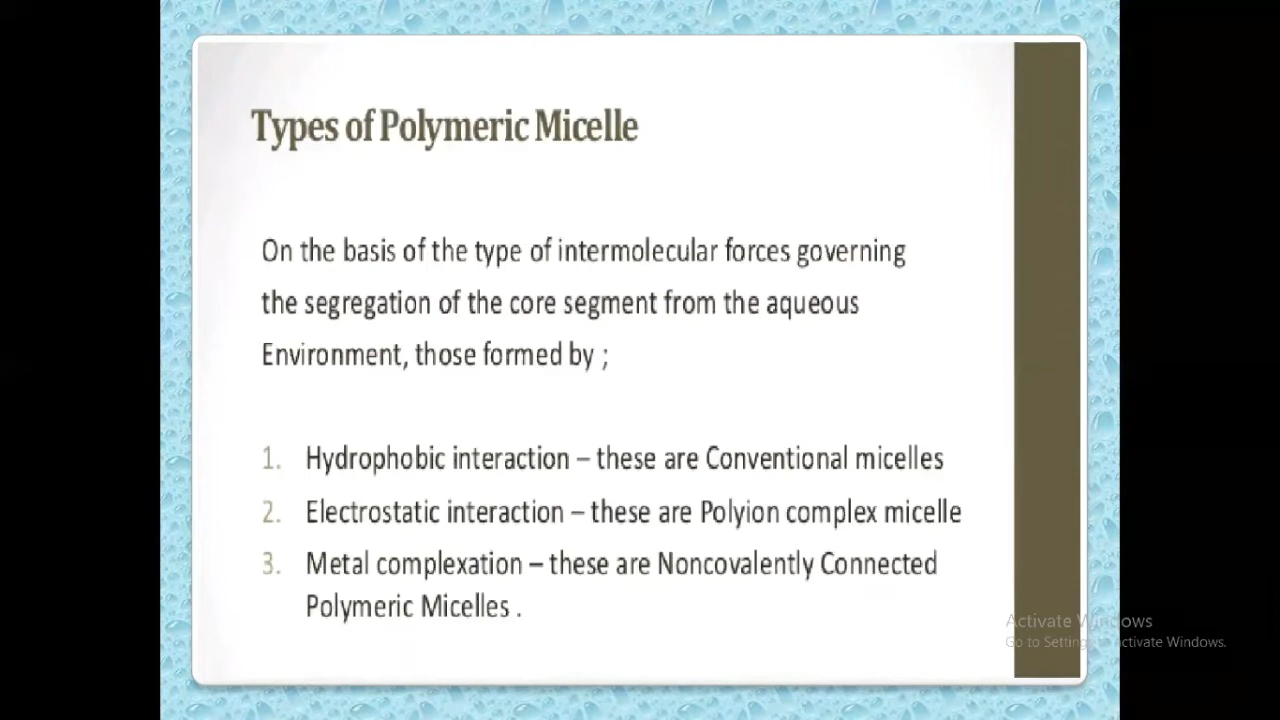 Types of Polymeric Micelle
On the basis of the type of intermolecular forces governing
the segregation of the core segment from the aqueous
Environment, those formed by ;
1. Hydrophobic interaction – these are Conventional micelles
2. Electrostatic interaction – these are Polyion complex micelle
3. Metal complexation – these are Noncovalently Connected
Polymeric Micelles .
Activate Windows
Go to Settings to activate Windows.